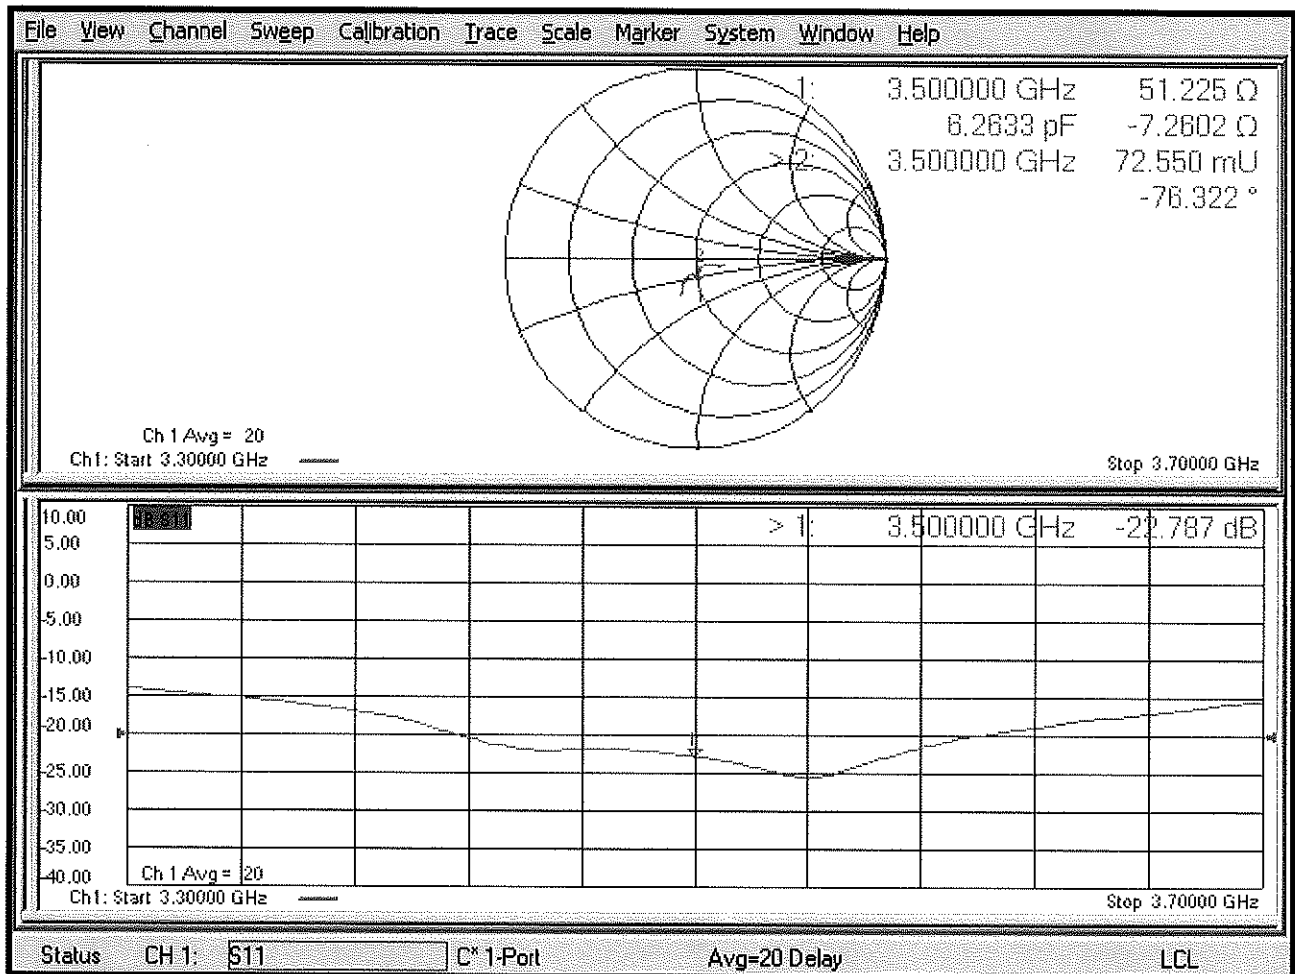 File View Channel Sweep Calibration Trace Scale Marker System Window Help
1: 3.500000 GHz 51.225 Ω
6.2633 pF -7.2602 Ω
> 2: 3.500000 GHz 72.550 mU
-76.322 °
Ch 1 Avg = 20
Ch1: Start 3.30000 GHz Stop 3.70000 GHz
10.00 dB S11 > 1: 3.500000 GHz -22.787 dB
5.00
0.00
-5.00
-10.00
-15.00
-20.00
-25.00
-30.00
-35.00
-40.00 Ch 1 Avg = 20
Ch1: Start 3.30000 GHz Stop 3.70000 GHz
Status CH 1: S11 C* 1-Port Avg=20 Delay LCL